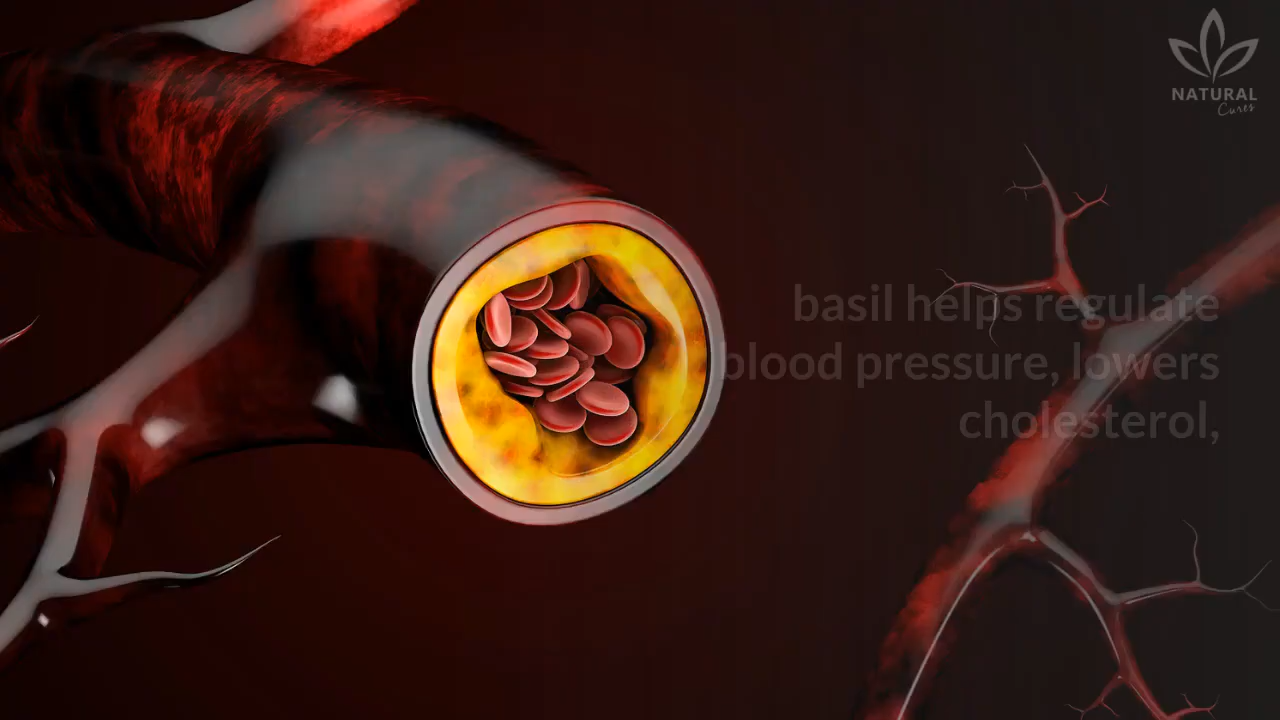 NATURAL
Cures
basil helps regulate
blood pressure, lowers
cholesterol,